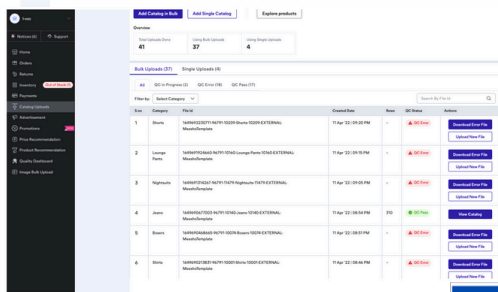 Add Catalog in Bulk
Add Single Catalog
Explore products
Notices (6)
Support
Overview
Total Uploads Done
Using Bulk Uploads
Using Single Uploads
41
37
4
Home
Orders
Returns
Inventory
Payments
Catalog Uploads
Advertisement
Promotions
Price Recommendation
Product Recommendation
Quality Dashboard
Image Bulk Upload
Bulk Uploads (37)
Single Uploads (4)
All
QC in Progress (2)
QC Error (18)
QC Pass (17)
Filter by:
Select Category
Search By File Id
S.no
Category
File Id
Created Date
Rows
QC Status
Actions
1
Shorts
MeeshoTemplate
11 Apr '22 | 09:20 PM
-
QC Error
Download Error File
Upload New File
2
Lounge
Pants
MeeshoTemplate
11 Apr '22 | 09:15 PM
-
QC Error
Download Error File
Upload New File
3
Nightsuits
MeeshoTemplate
11 Apr '22 | 09:05 PM
-
QC Error
Download Error File
Upload New File
4
Jeans
MeeshoTemplate
11 Apr '22 | 08:54 PM
310
QC Pass
View Catalog
5
Boxers
MeeshoTemplate
11 Apr '22 | 08:51 PM
-
QC Error
Download Error File
Upload New File
6
Shirts
MeeshoTemplate
11 Apr '22 | 08:46 PM
-
QC Error
Download Error File
Upload New File